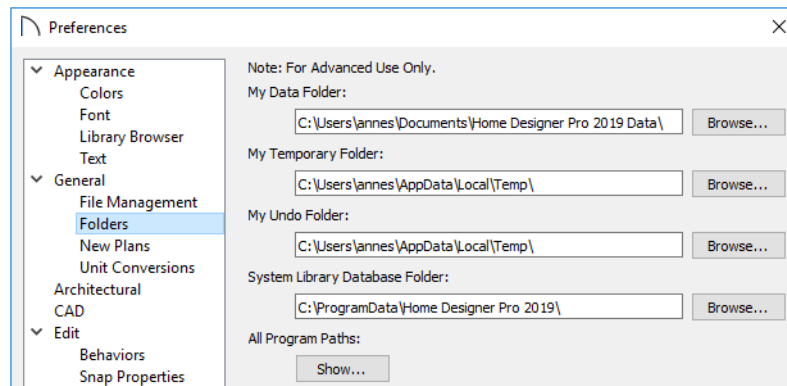 Preferences
Appearance
Colors
Font
Library Browser
Text
General
File Management
Folders
New Plans
Unit Conversions
Architectural
CAD
Edit
Behaviors
Snap Properties
Note: For Advanced Use Only.
My Data Folder:
C:\Users\annes\Documents\Home Designer Pro 2019 Data\ Browse...
My Temporary Folder:
C:\Users\annes\AppData\Local\Temp\ Browse...
My Undo Folder:
C:\Users\annes\AppData\Local\Temp\ Browse...
System Library Database Folder:
C:\ProgramData\Home Designer Pro 2019\ Browse...
All Program Paths:
Show...